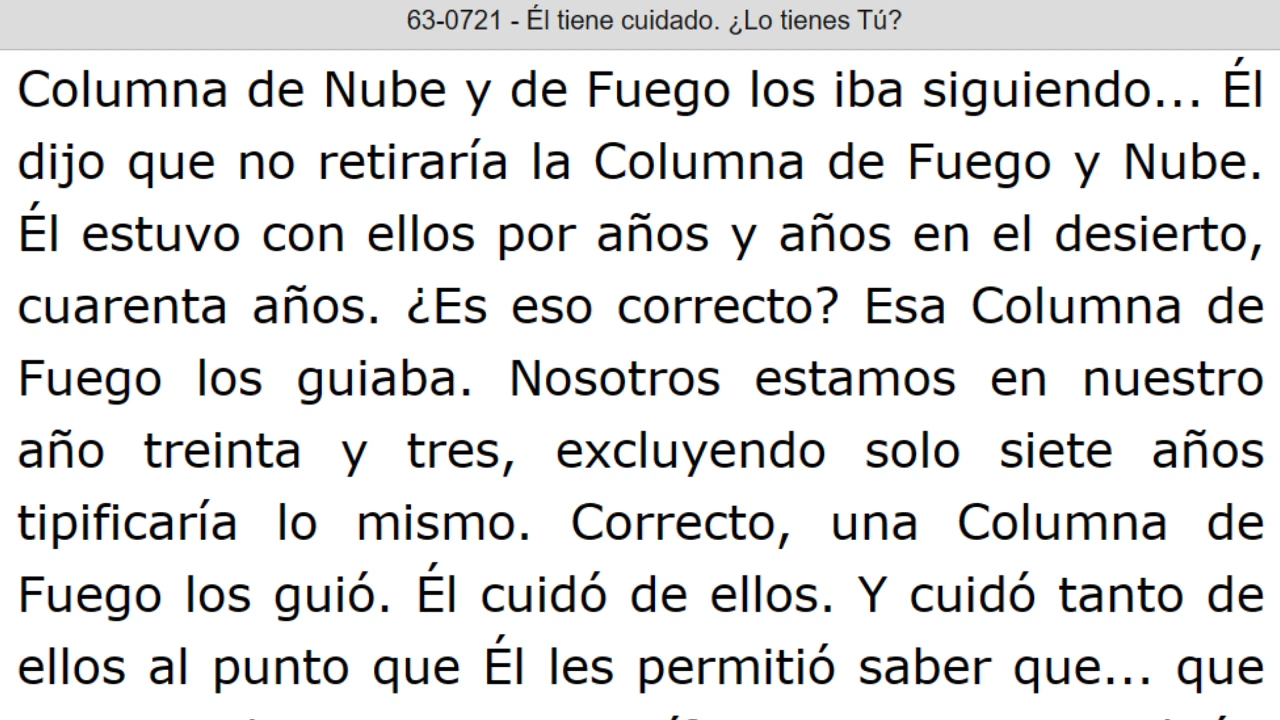 63-0721 - Él tiene cuidado. ¿Lo tienes Tú?
Columna de Nube y de Fuego los iba siguiendo... Él
dijo que no retiraría la Columna de Fuego y Nube.
Él estuvo con ellos por años y años en el desierto,
cuarenta años. ¿Es eso correcto? Esa Columna de
Fuego los guiaba. Nosotros estamos en nuestro
año treinta y tres, excluyendo solo siete años
tipificaría lo mismo. Correcto, una Columna de
Fuego los guió. Él cuidó de ellos. Y cuidó tanto de
ellos al punto que Él les permitió saber que... que